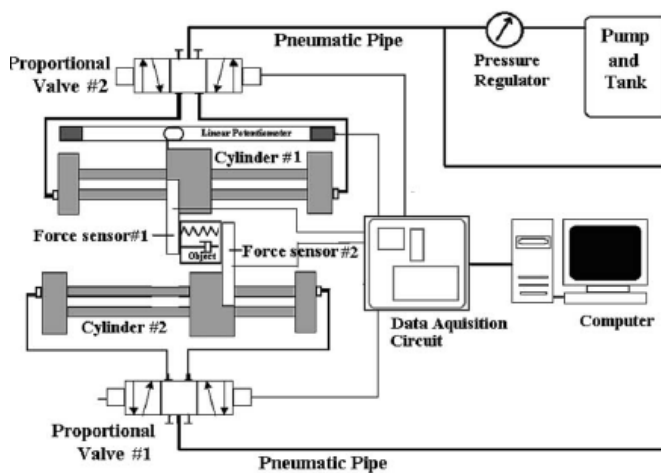 Pneumatic Pipe
Pressure
Regulator
Pump
and
Tank
Proportional
Valve #2
Linear Potentiometer
Cylinder #1
Force sensor#1
Object
Force sensor #2
Cylinder #2
Data Aquisition
Circuit
Computer
Proportional
Valve #1
Pneumatic Pipe